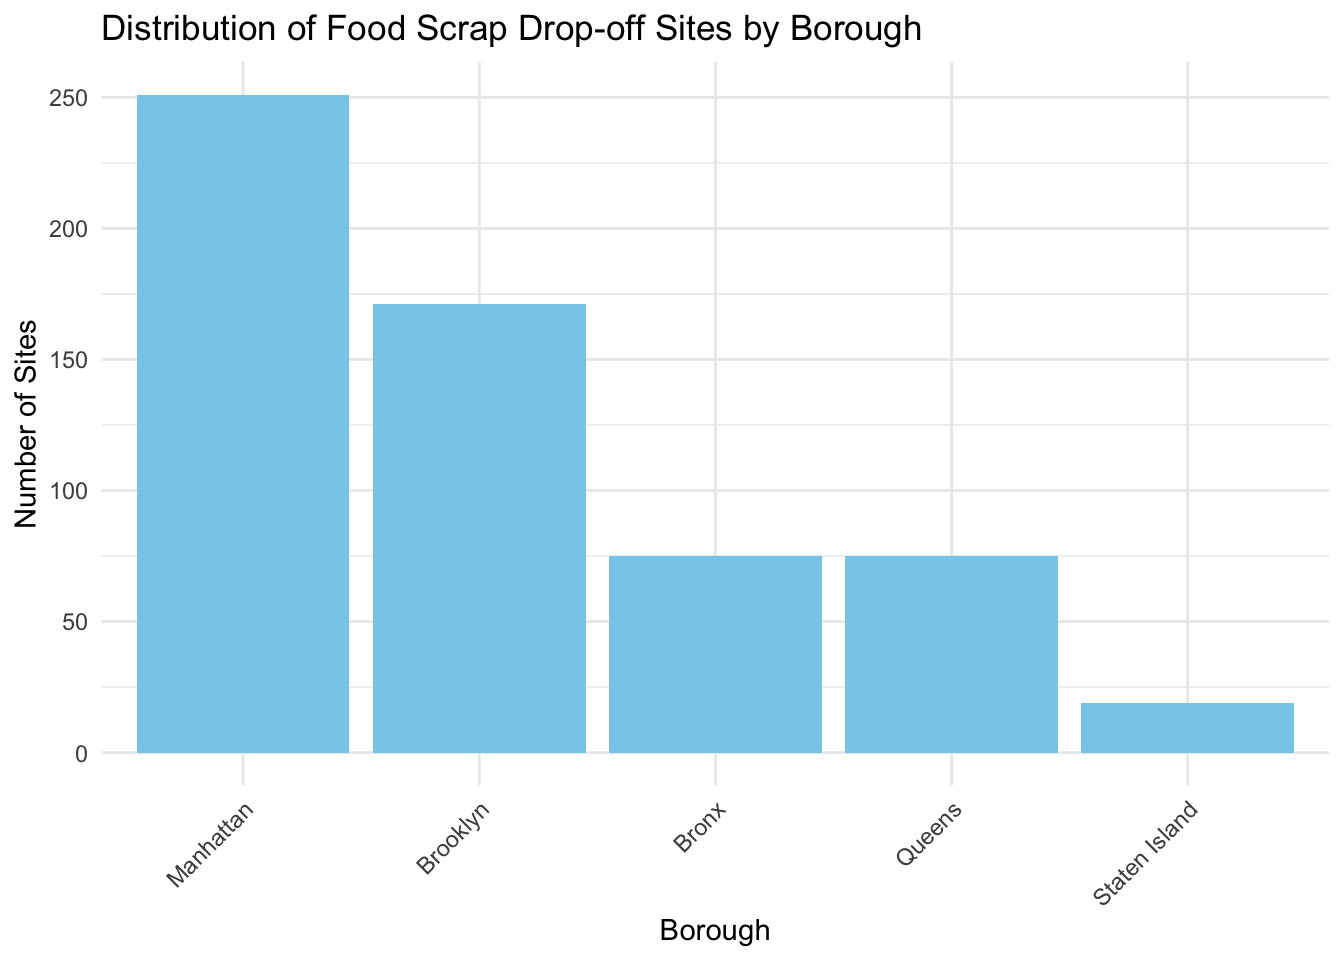 Distribution of Food Scrap Drop-off Sites by Borough
Number of Sites
250
200
150
100
50
0
Manhattan
Brooklyn
Bronx
Queens
Staten Island
Borough